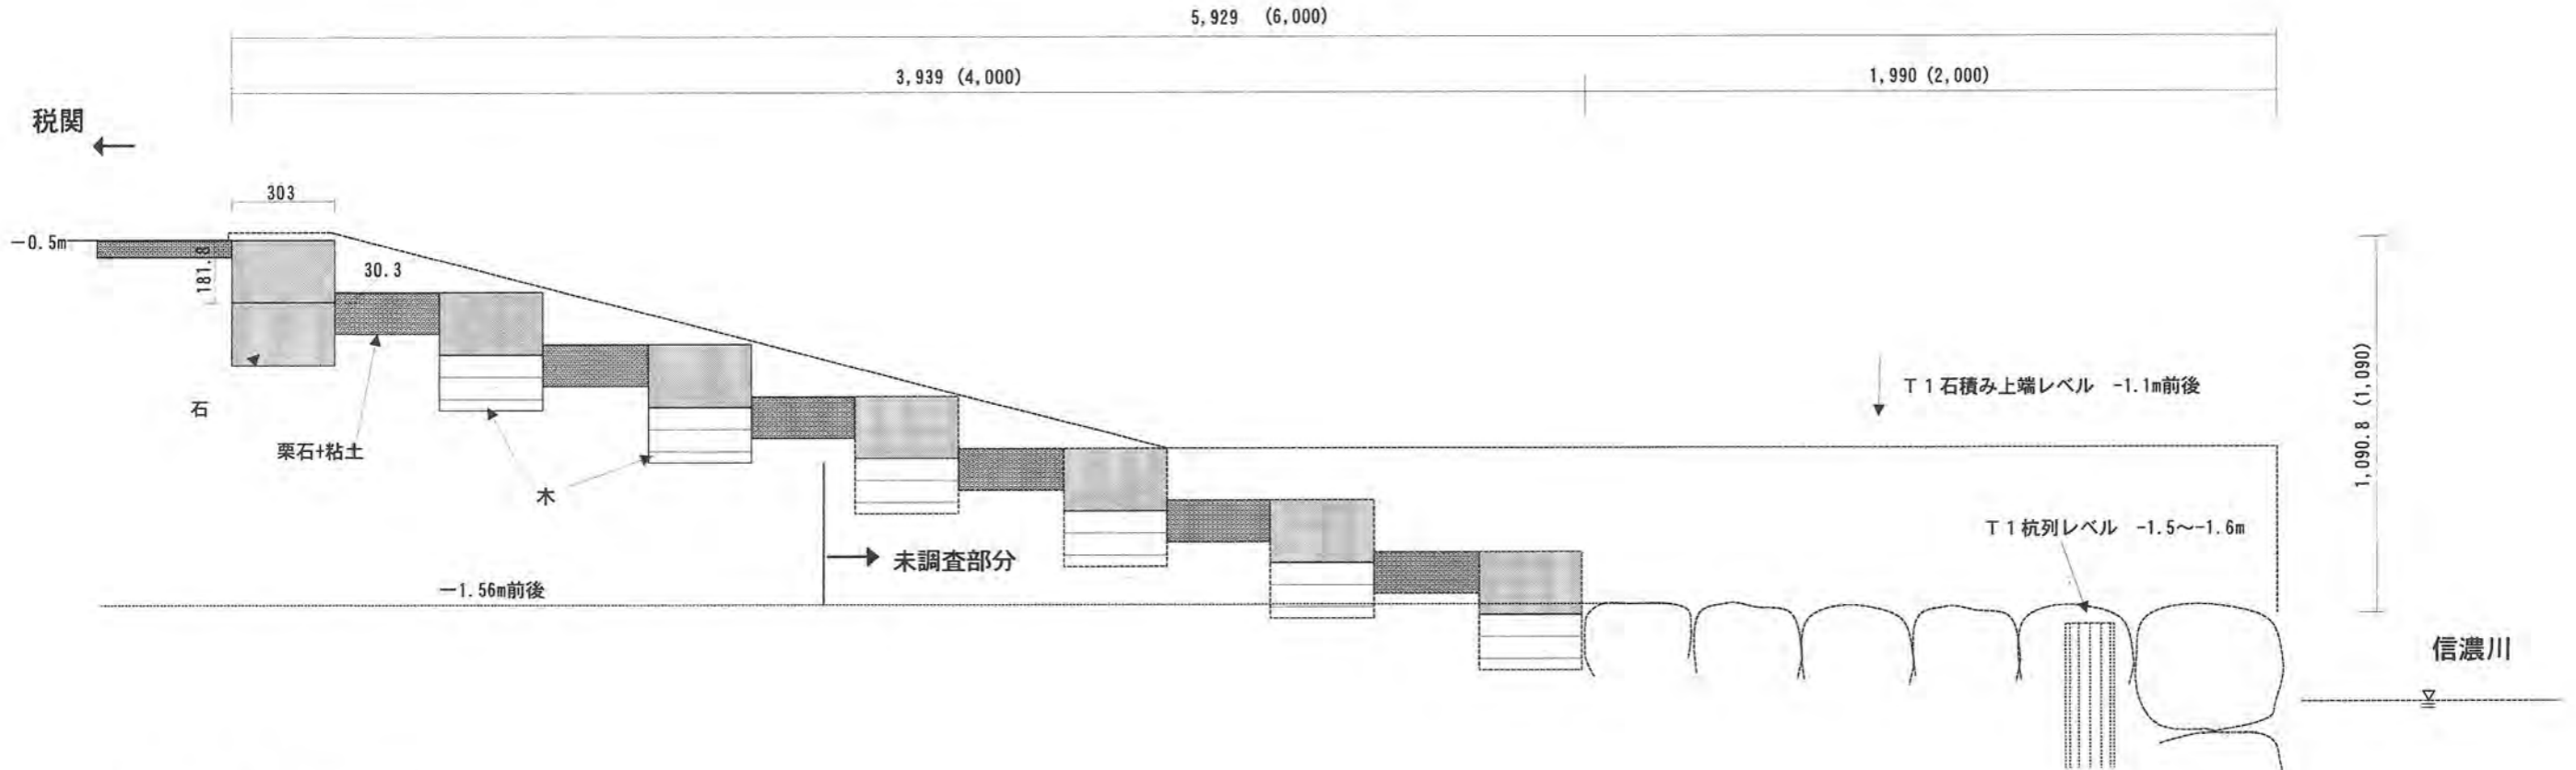 5,929 (6,000)
3,939 (4,000)
1,990 (2,000)
税関
303
－0.5m
181.8
30.3
石
栗石+粘土
木
－1.56m前後
未調査部分
T1石積み上端レベル -1.1m前後
T1杭列レベル -1.5～-1.6m
1,090.8 (1,090)
信濃川